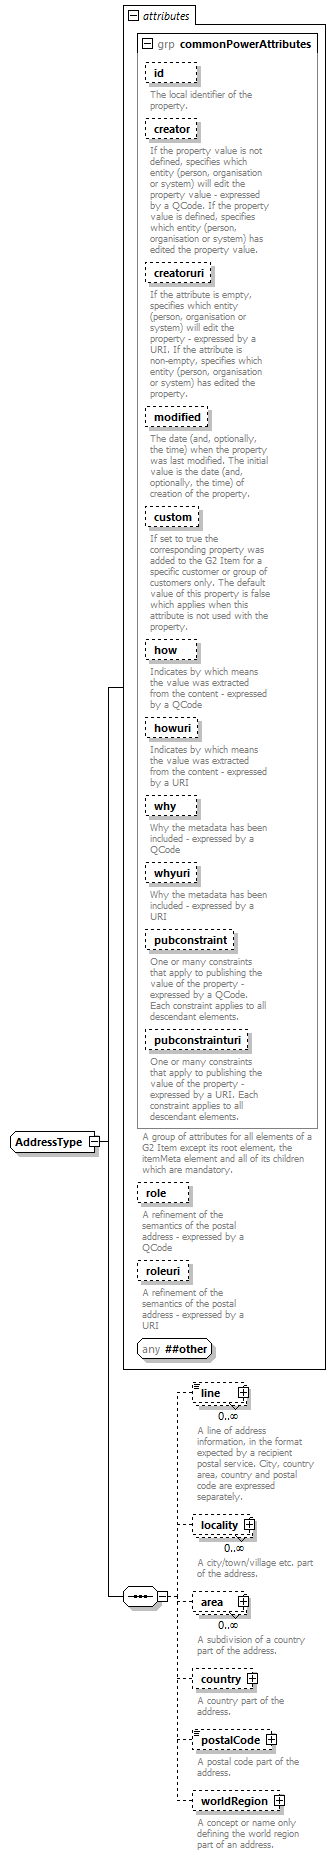 attributes
grp commonPowerAttributes
id
The local identifier of the
property.
creator
If the property value is not
defined, specifies which
entity (person, organisation
or system) will edit the
property value - expressed
by a QCode. If the property
value is defined, specifies
which entity (person,
organisation or system) has
edited the property value.
creatoruri
If the attribute is empty,
specifies which entity
(person, organisation or
system) will edit the
property - expressed by a
URI. If the attribute is
non-empty, specifies which
entity (person, organisation
or system) has edited the
property.
modified
The date (and, optionally,
the time) when the property
was last modified. The initial
value is the date (and,
optionally, the time) of
creation of the property.
custom
If set to true the
corresponding property was
added to the G2 Item for a
specific customer or group of
customers only. The default
value of this property is false
which applies when this
attribute is not used with the
property.
how
Indicates by which means
the value was extracted
from the content - expressed
by a QCode
howuri
Indicates by which means
the value was extracted
from the content - expressed
by a URI
why
Why the metadata has been
included - expressed by a
QCode
whyuri
Why the metadata has been
included - expressed by a
URI
pubconstraint
One or many constraints
that apply to publishing the
value of the property -
expressed by a QCode.
Each constraint applies to all
descendant elements.
pubconstrainturi
One or many constraints
that apply to publishing the
value of the property -
expressed by a URI. Each
constraint applies to all
descendant elements.
A group of attributes for all elements of a
G2 Item except its root element, the
itemMeta element and all of its children
which are mandatory.
AddressType
role
A refinement of the
semantics of the postal
address - expressed by a
QCode
roleuri
A refinement of the
semantics of the postal
address - expressed by a
URI
any ##other
line
0..∞
A line of address
information, in the format
expected by a recipient
postal service. City, country
area, country and postal
code are expressed
separately.
locality
0..∞
A city/town/village etc. part
of the address.
area
0..∞
A subdivision of a country
part of the address.
country
A country part of the
address.
postalCode
A postal code part of the
address.
worldRegion
A concept or name only
defining the world region
part of an address.